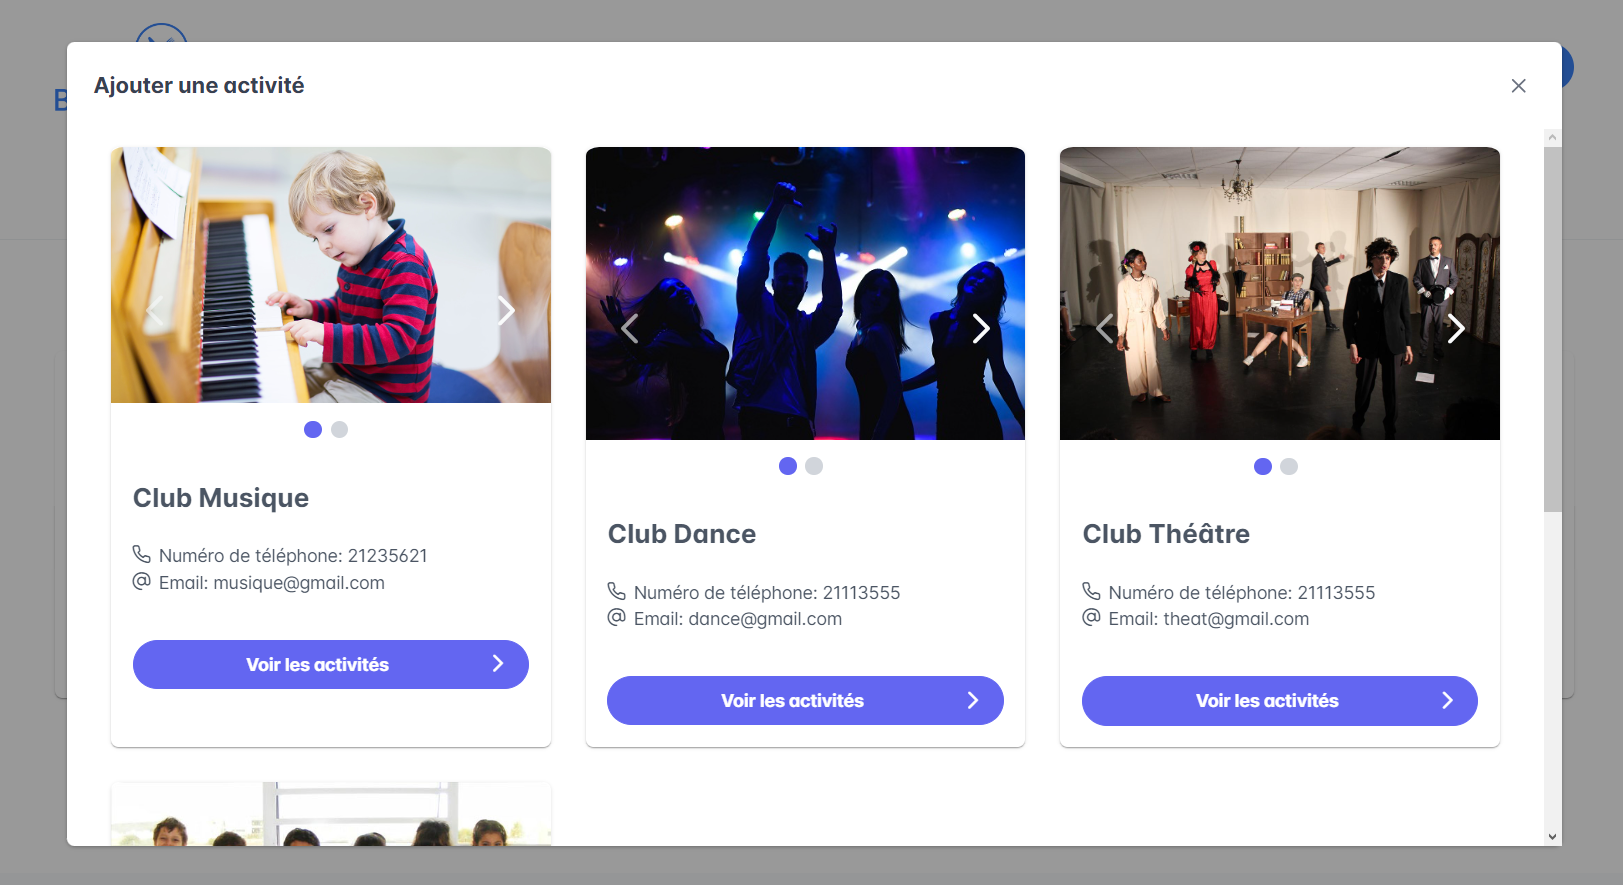 B
Ajouter une activité
Club Musique
Numéro de téléphone: 21235621
@ Email: musique@gmail.com
Voir les activités
Club Dance
Numéro de téléphone: 21113555
@ Email: dance@gmail.com
Voir les activités
Club Théâtre
Numéro de téléphone: 21113555
@ Email: theat@gmail.com
Voir les activités